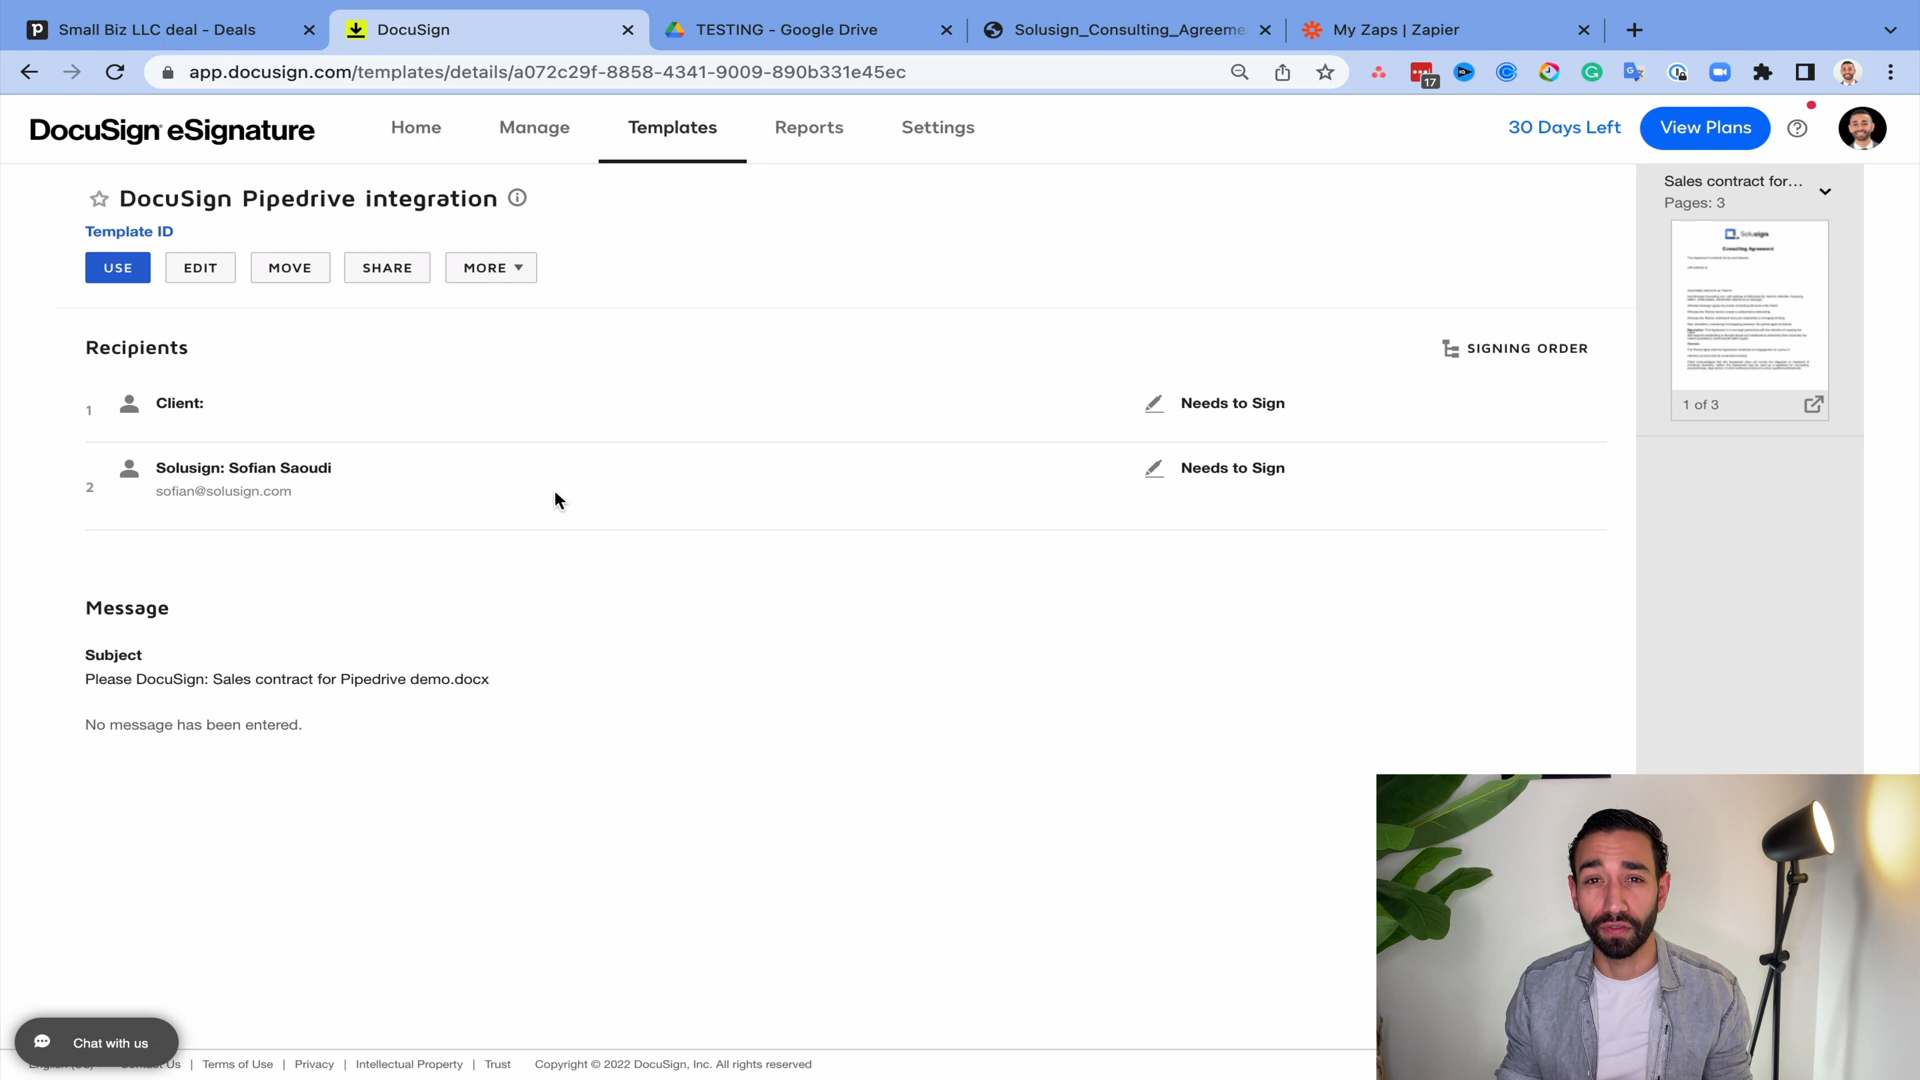 Small Biz LLC deal - Deals
DocuSign
TESTING - Google Drive
Solusign_Consulting_Agreeme
My Zaps | Zapier
app.docusign.com/templates/details/a072c29f-8858-4341-9009-890b331e45ec
17
DocuSign eSignature
Home
Manage
Templates
Reports
Settings
30 Days Left
View Plans
DocuSign Pipedrive integration
Template ID
USE
EDIT
MOVE
SHARE
MORE
Sales contract for...
Pages: 3
Solusign
Consulting Agreement
1 of 3
Recipients
SIGNING ORDER
1
Client:
Needs to Sign
2
Solusign: Sofian Saoudi
sofian@solusign.com
Needs to Sign
Message
Subject
Please DocuSign: Sales contract for Pipedrive demo.docx
No message has been entered.
Chat with us
Us | Terms of Use | Privacy | Intellectual Property | Trust Copyright © 2022 DocuSign, Inc. All rights reserved